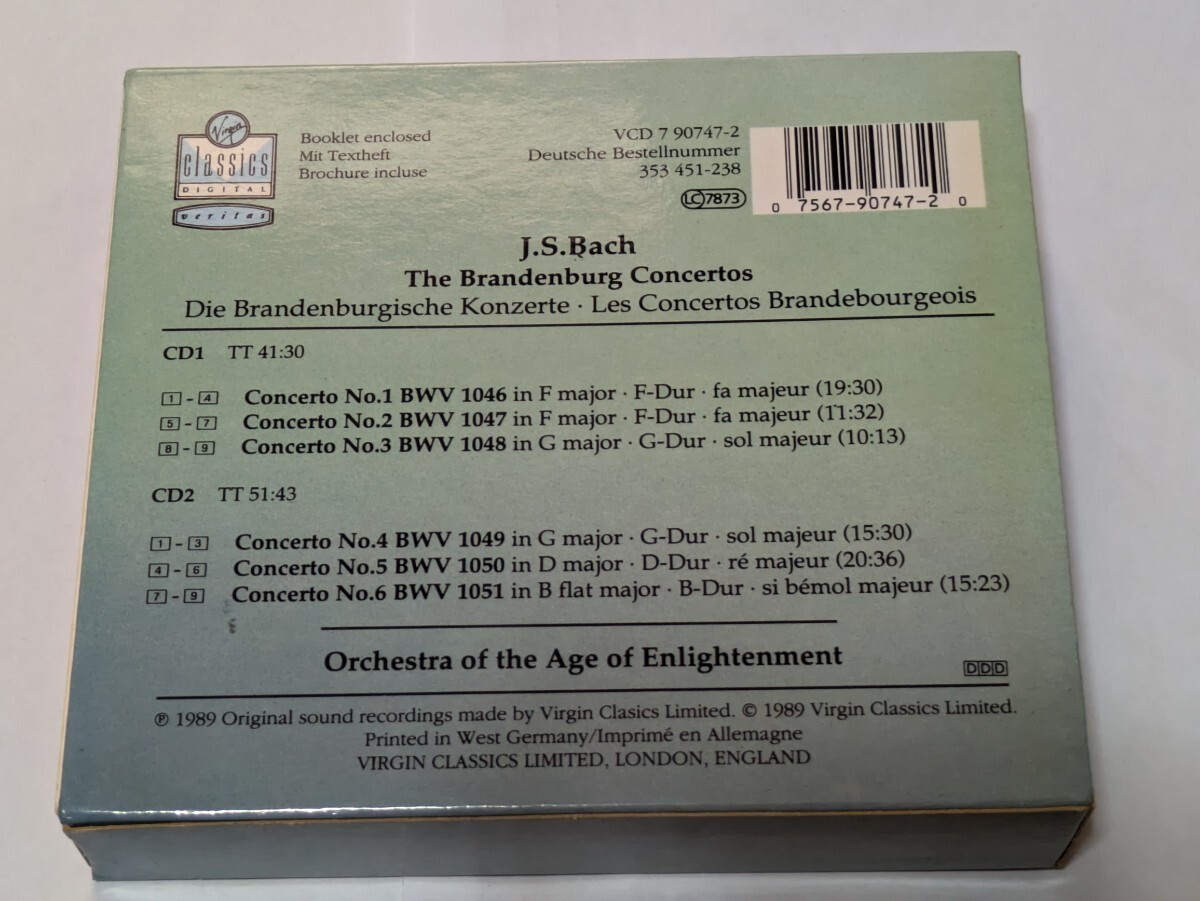 Virgin
classics
DIGITAL
veritas
Booklet enclosed
Mit Textheft
Brochure incluse
VCD 7 90747-2
Deutsche Bestellnummer
353 451-238
LC 7873
0 7567-90747-2 0
J.S.Bach
The Brandenburg Concertos
Die Brandenburgische Konzerte · Les Concertos Brandebourgeois
CD1 TT 41:30
1 - 4 Concerto No.1 BWV 1046 in F major · F-Dur · fa majeur (19:30)
5 - 7 Concerto No.2 BWV 1047 in F major · F-Dur · fa majeur (11:32)
8 - 9 Concerto No.3 BWV 1048 in G major · G-Dur · sol majeur (10:13)
CD2 TT 51:43
1 - 3 Concerto No.4 BWV 1049 in G major · G-Dur · sol majeur (15:30)
4 - 6 Concerto No.5 BWV 1050 in D major · D-Dur · ré majeur (20:36)
7 - 9 Concerto No.6 BWV 1051 in B flat major · B-Dur · si bémol majeur (15:23)
Orchestra of the Age of Enlightenment
DDD
℗ 1989 Original sound recordings made by Virgin Clasics Limited. © 1989 Virgin Classics Limited.
Printed in West Germany/Imprimé en Allemagne
VIRGIN CLASSICS LIMITED, LONDON, ENGLAND